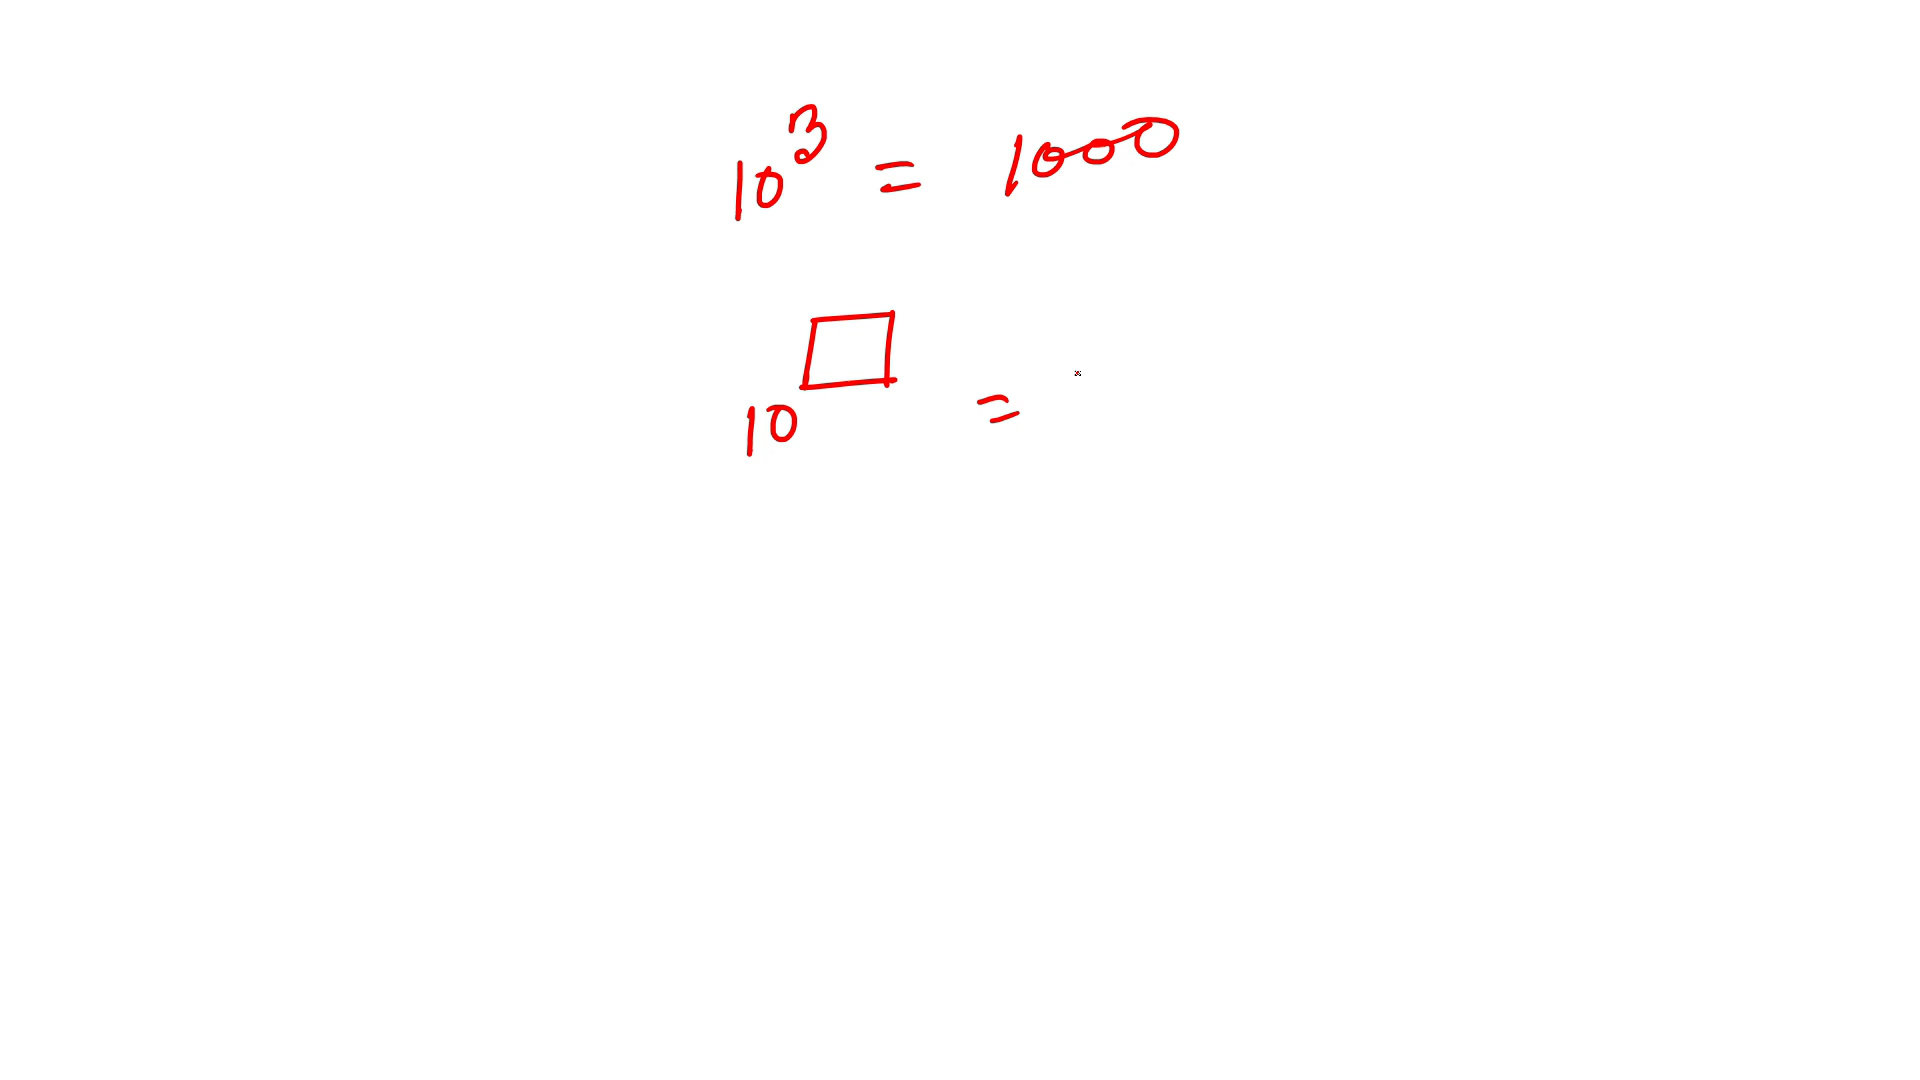 10³ = 1000
10^□ =